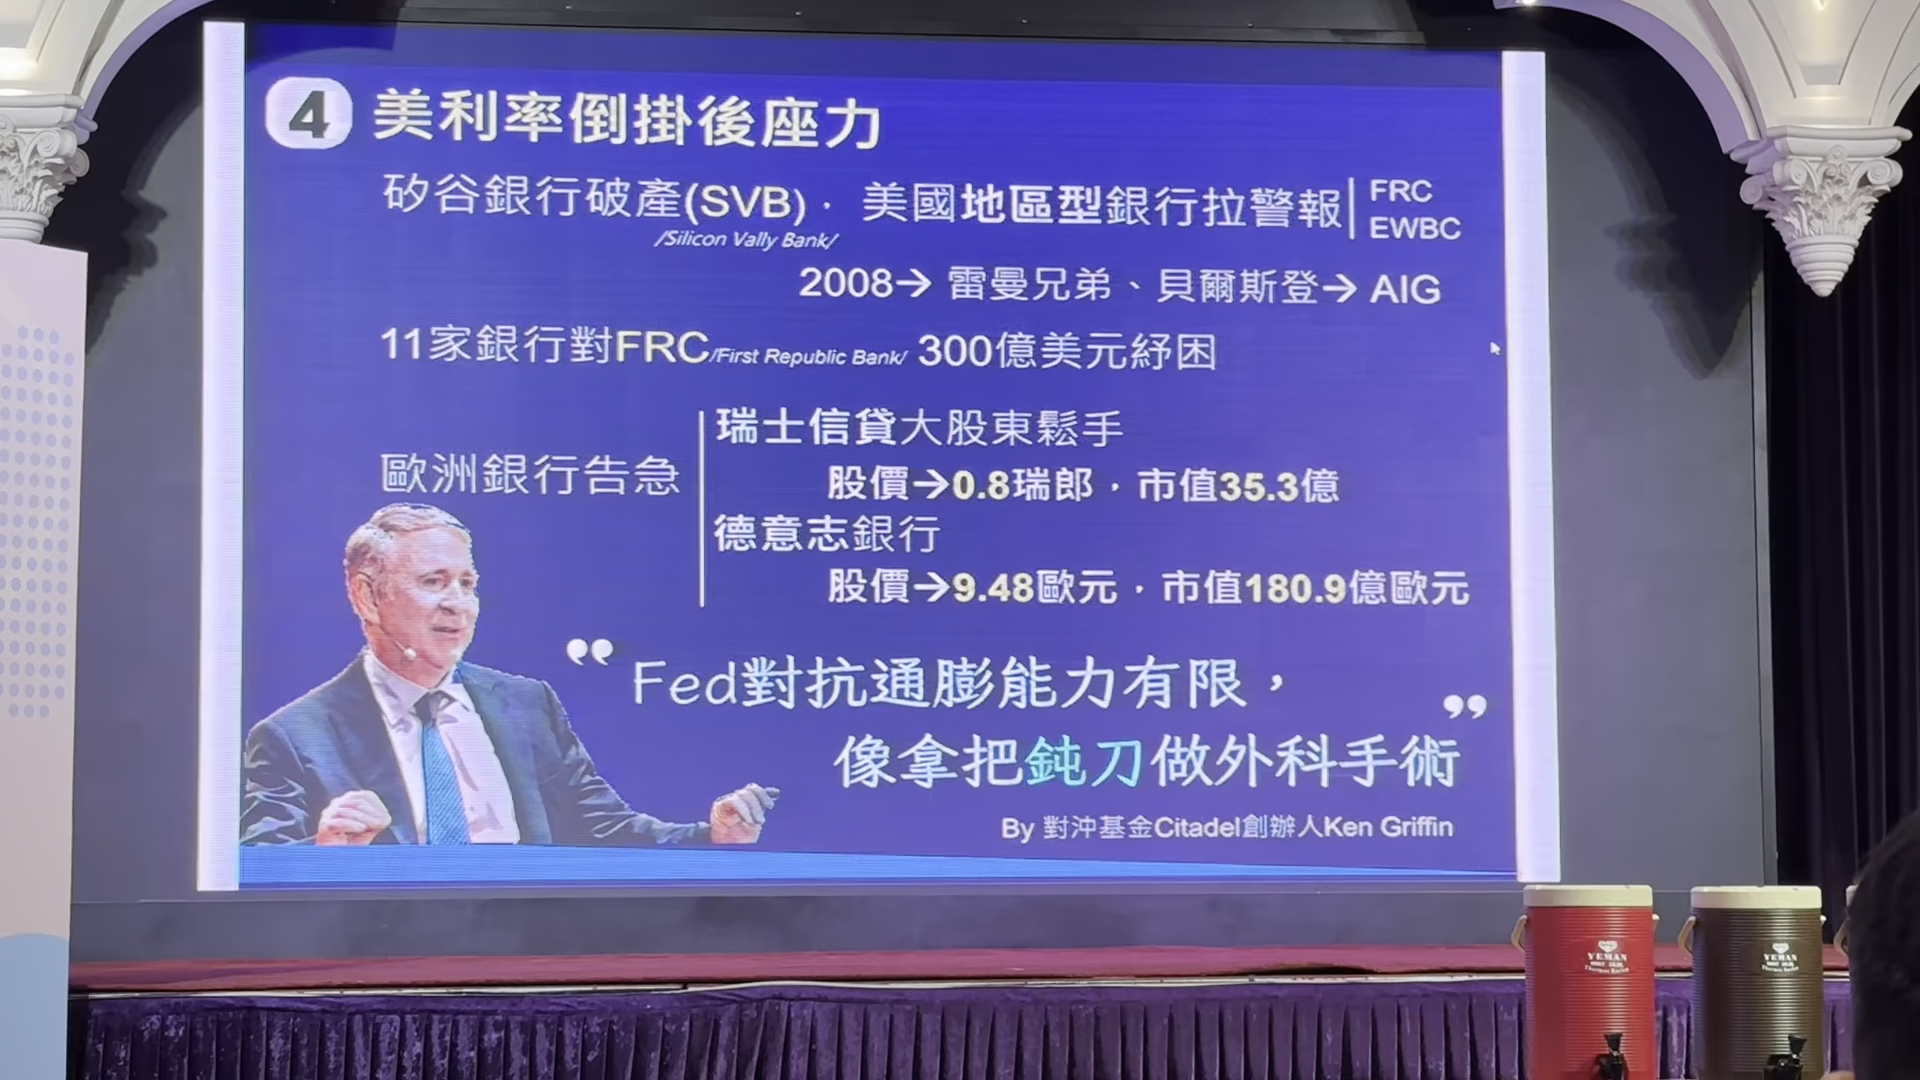 4 美利率倒掛後座力
矽谷銀行破產(SVB)，美國地區型銀行拉警報
FRC
EWBC
/Silicon Vally Bank/
2008→ 雷曼兄弟、貝爾斯登→ AIG
11家銀行對FRC/First Republic Bank/ 300億美元紓困
歐洲銀行告急
瑞士信貸大股東鬆手
股價→0.8瑞郎，市值35.3億
德意志銀行
股價→9.48歐元，市值180.9億歐元
”Fed對抗通膨能力有限，
像拿把鈍刀做外科手術”
By 對沖基金Citadel創辦人Ken Griffin
YEMAN
YEMAN